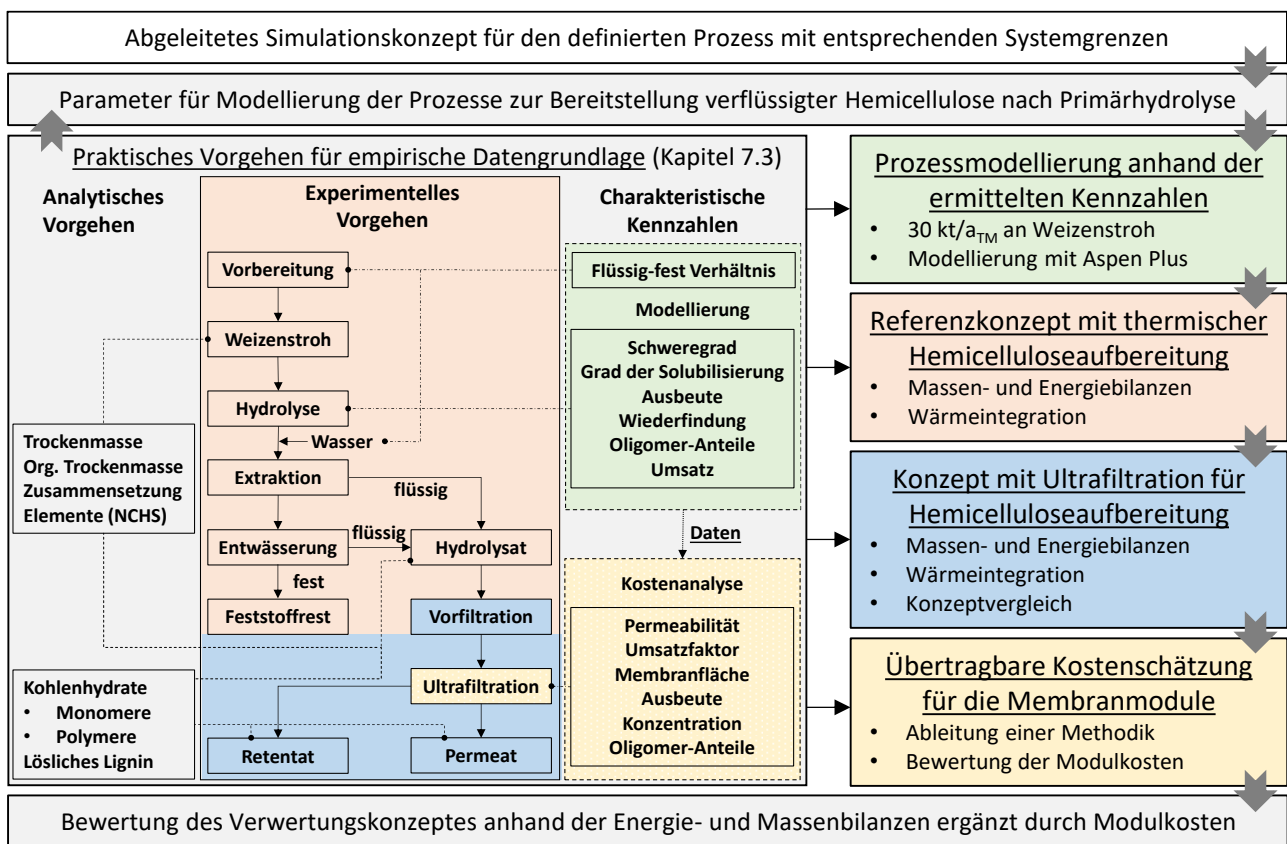 Abgeleitetes Simulationskonzept für den definierten Prozess mit entsprechenden Systemgrenzen
Parameter für Modellierung der Prozesse zur Bereitstellung verflüssigter Hemicellulose nach Primärhydrolyse
Praktisches Vorgehen für empirische Datengrundlage (Kapitel 7.3)
Analytisches
Vorgehen
Trockenmasse
Org. Trockenmasse
Zusammensetzung
Elemente (NCHS)
Kohlenhydrate
• Monomere
• Polymere
Lösliches Lignin
Experimentelles
Vorgehen
Vorbereitung
Weizenstroh
Hydrolyse
Wasser
Extraktion
flüssig
Entwässerung
flüssig
Hydrolysat
fest
Feststoffrest
Vorfiltration
Ultrafiltration
Retentat
Permeat
Charakteristische
Kennzahlen
Flüssig-fest Verhältnis
Modellierung
Schweregrad
Grad der Solubilisierung
Ausbeute
Wiederfindung
Oligomer-Anteile
Umsatz
Daten
Kostenanalyse
Permeabilität
Umsatzfaktor
Membranfläche
Ausbeute
Konzentration
Oligomer-Anteile
Prozessmodellierung anhand der
ermittelten Kennzahlen
• 30 kt/aTM an Weizenstroh
• Modellierung mit Aspen Plus
Referenzkonzept mit thermischer
Hemicelluloseaufbereitung
• Massen- und Energiebilanzen
• Wärmeintegration
Konzept mit Ultrafiltration für
Hemicelluloseaufbereitung
• Massen- und Energiebilanzen
• Wärmeintegration
• Konzeptvergleich
Übertragbare Kostenschätzung
für die Membranmodule
• Ableitung einer Methodik
• Bewertung der Modulkosten
Bewertung des Verwertungskonzeptes anhand der Energie- und Massenbilanzen ergänzt durch Modulkosten